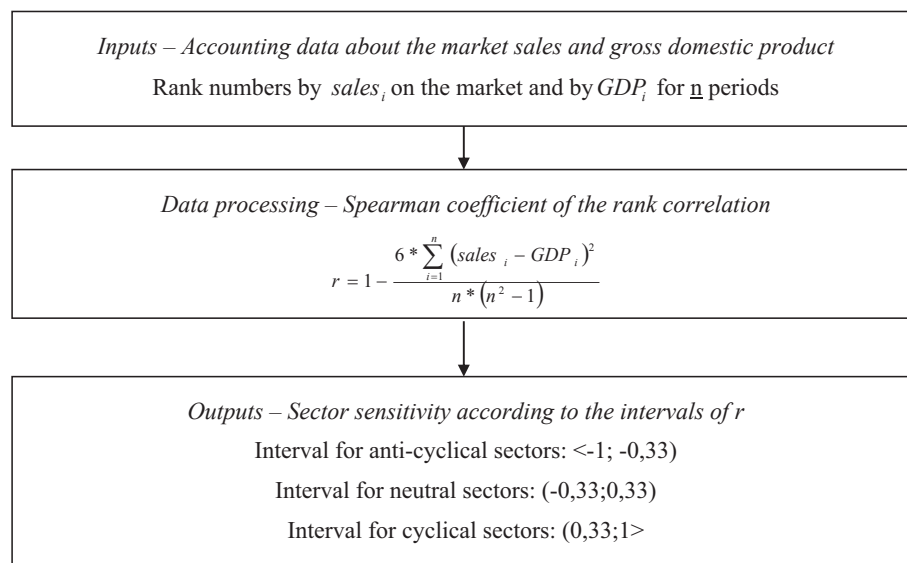 Inputs – Accounting data about the market sales and gross domestic product
Rank numbers by sales_i on the market and by GDP_i for n periods
Data processing – Spearman coefficient of the rank correlation
r = 1 − \frac{6 * \sum_{i=1}^{n} (sales_i − GDP_i)^2}{n * (n^2 − 1)}
Outputs – Sector sensitivity according to the intervals of r
Interval for anti-cyclical sectors: <-1; -0,33)
Interval for neutral sectors: (-0,33;0,33)
Interval for cyclical sectors: (0,33;1>